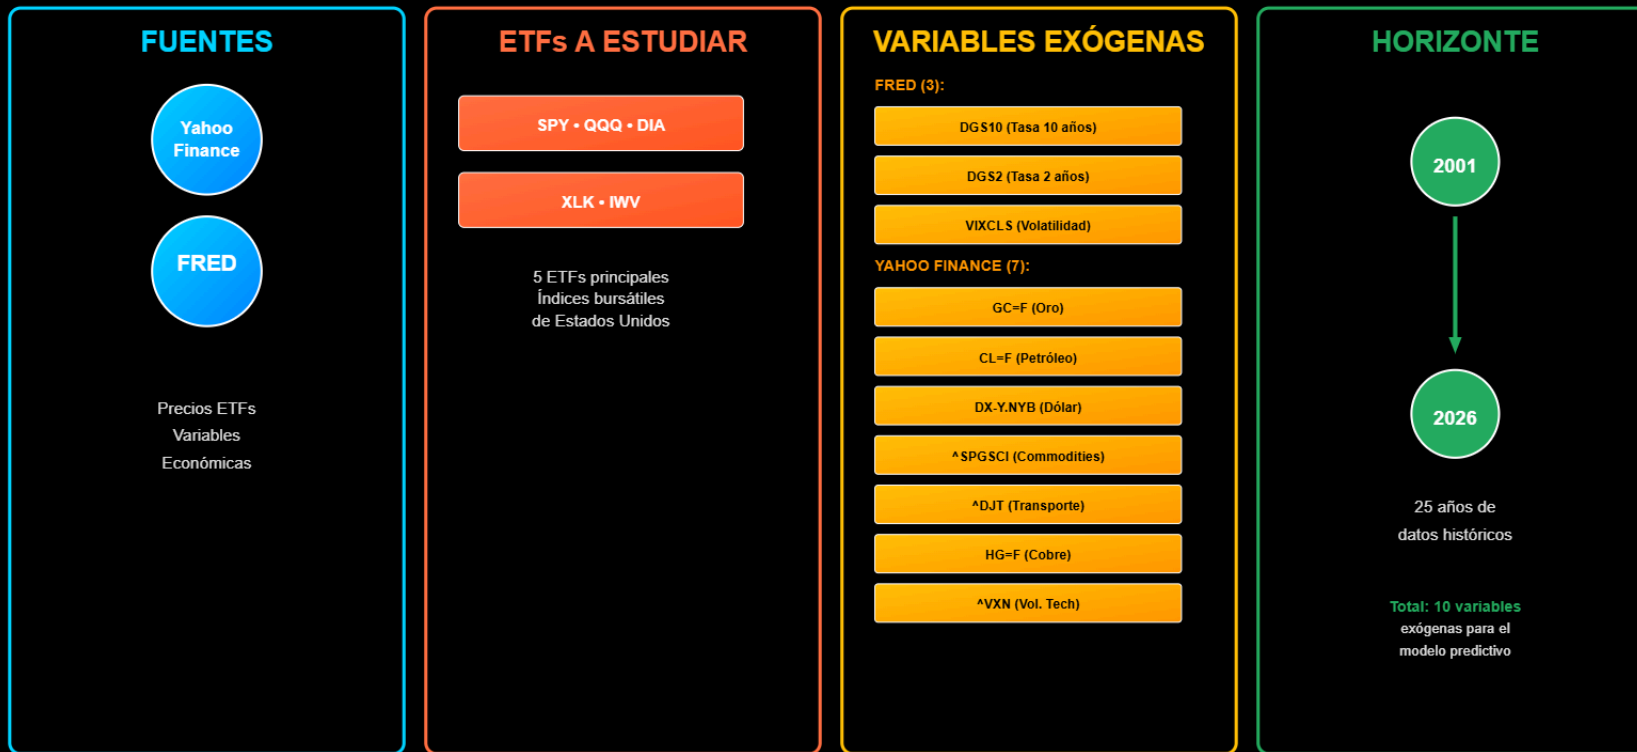 FUENTES
Yahoo
Finance
FRED
Precios ETFs
Variables
Económicas
ETFs A ESTUDIAR
SPY • QQQ • DIA
XLK • IWV
5 ETFs principales
Índices bursátiles
de Estados Unidos
VARIABLES EXÓGENAS
FRED (3):
DGS10 (Tasa 10 años)
DGS2 (Tasa 2 años)
VIXCLS (Volatilidad)
YAHOO FINANCE (7):
GC=F (Oro)
CL=F (Petróleo)
DX-Y.NYB (Dólar)
^SPGSCI (Commodities)
^DJT (Transporte)
HG=F (Cobre)
^VXN (Vol. Tech)
HORIZONTE
2001
2026
25 años de
datos históricos
Total: 10 variables
exógenas para el
modelo predictivo